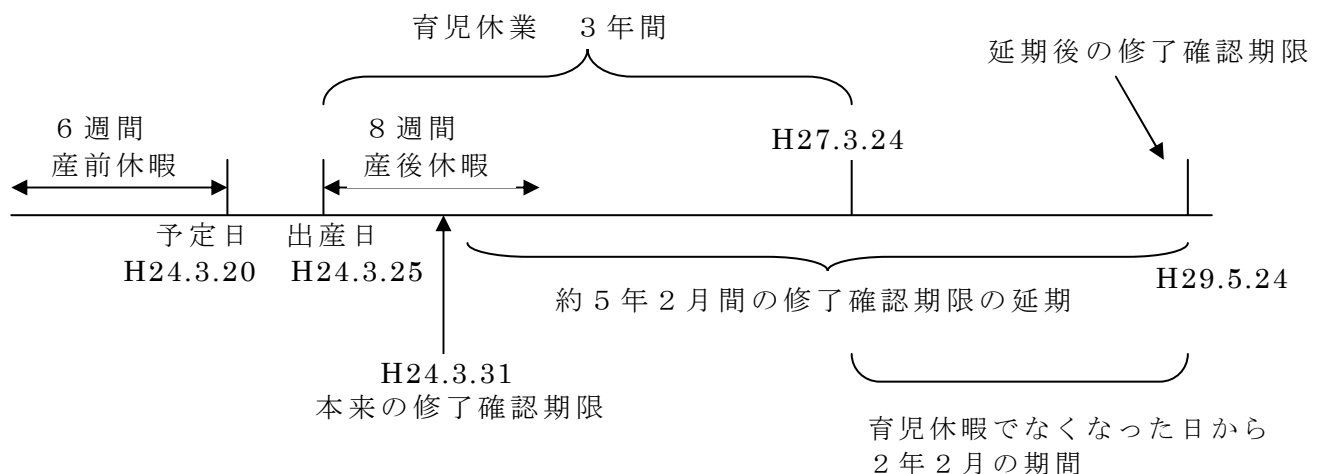 育児休業　３年間
延期後の修了確認期限
６週間
産前休暇
８週間
産後休暇
H27.3.24
予定日
H24.3.20
出産日
H24.3.25
H29.5.24
約５年２月間の修了確認期限の延期
H24.3.31
本来の修了確認期限
育児休暇でなくなった日から
２年２月の期間